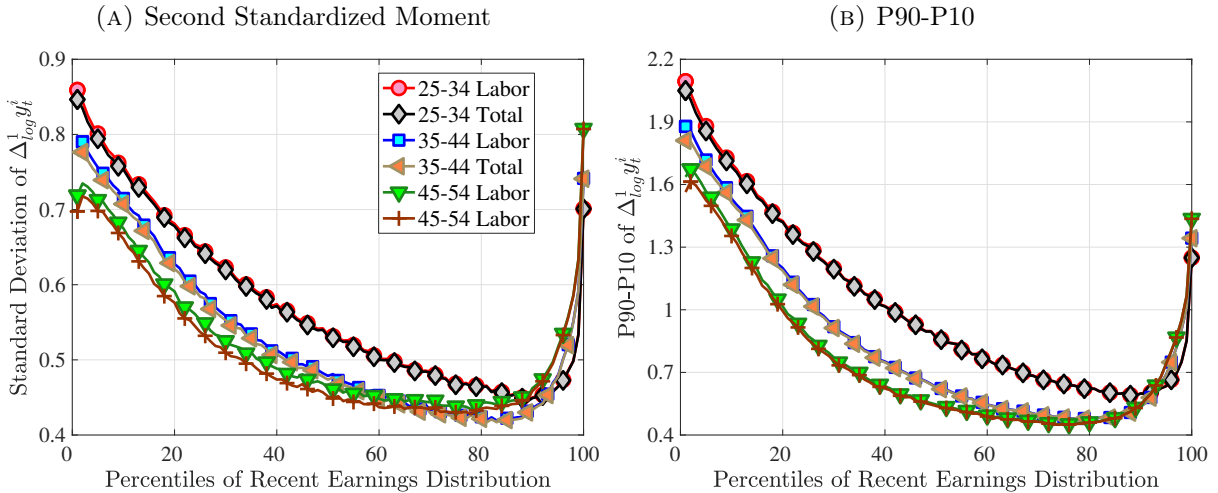 (A) Second Standardized Moment
0.9
0.8
0.7
0.6
0.5
0.4
0
20
40
60
80
100
Standard Deviation of Δ¹_log y^i_t
Percentiles of Recent Earnings Distribution
25-34 Labor
25-34 Total
35-44 Labor
35-44 Total
45-54 Labor
45-54 Labor
(B) P90-P10
2.2
1.9
1.6
1.3
1
0.7
0.4
0
20
40
60
80
100
P90-P10 of Δ¹_log y^i_t
Percentiles of Recent Earnings Distribution